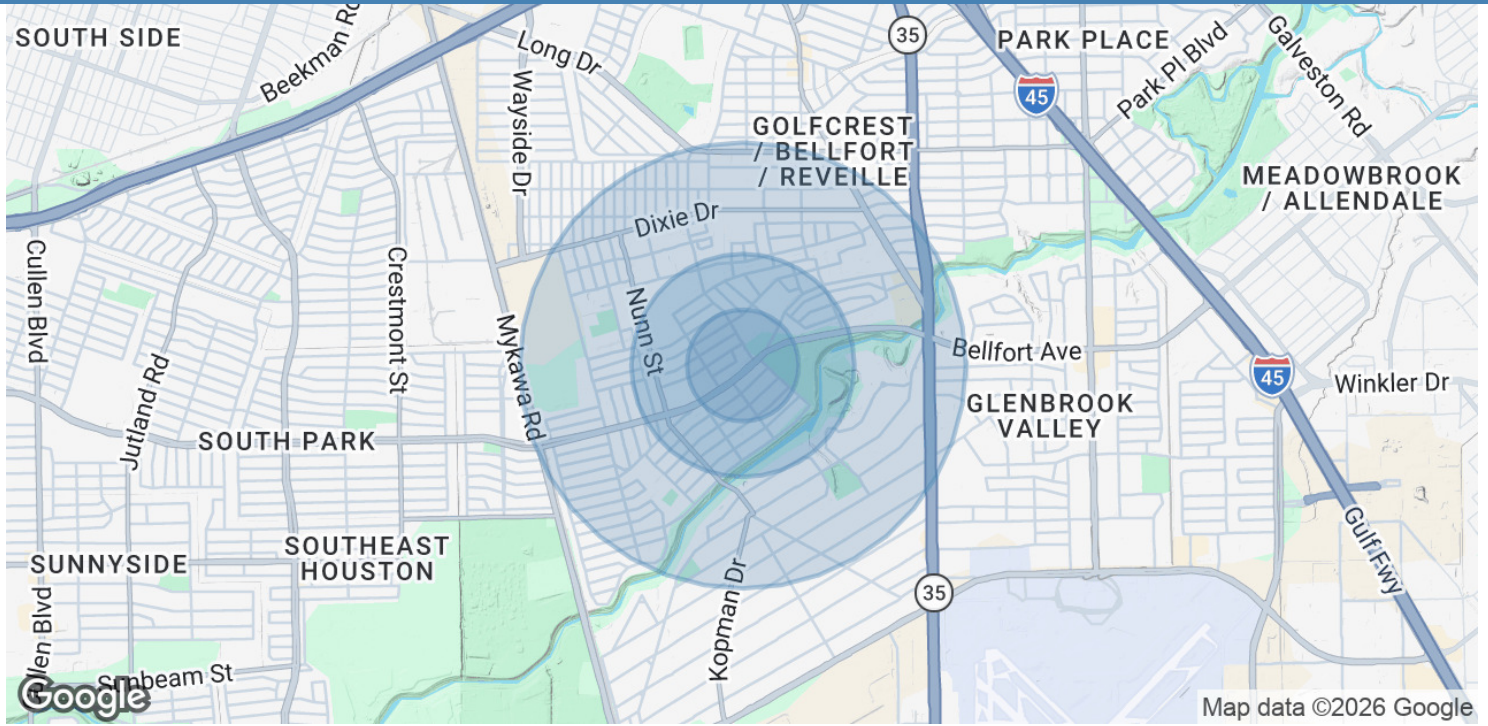 SOUTH SIDE
Beekman Rd
Long Dr
Wayside Dr
35
PARK PLACE
45
Park Pl Blvd
Galveston Rd
GOLFCREST
/ BELLFORT
/ REVEILLE
MEADOWBROOK
/ ALLENDALE
Dixie Dr
Cullen Blvd
Crestmont St
Nunn St
Mykawa Rd
Jutland Rd
Bellfort Ave
45
Winkler Dr
GLENBROOK
VALLEY
SOUTH PARK
SOUTHEAST
HOUSTON
SUNNYSIDE
Gulf Fwy
35
Kopman Dr
Cullen Blvd
Sunbeam St
Google
Map data ©2026 Google